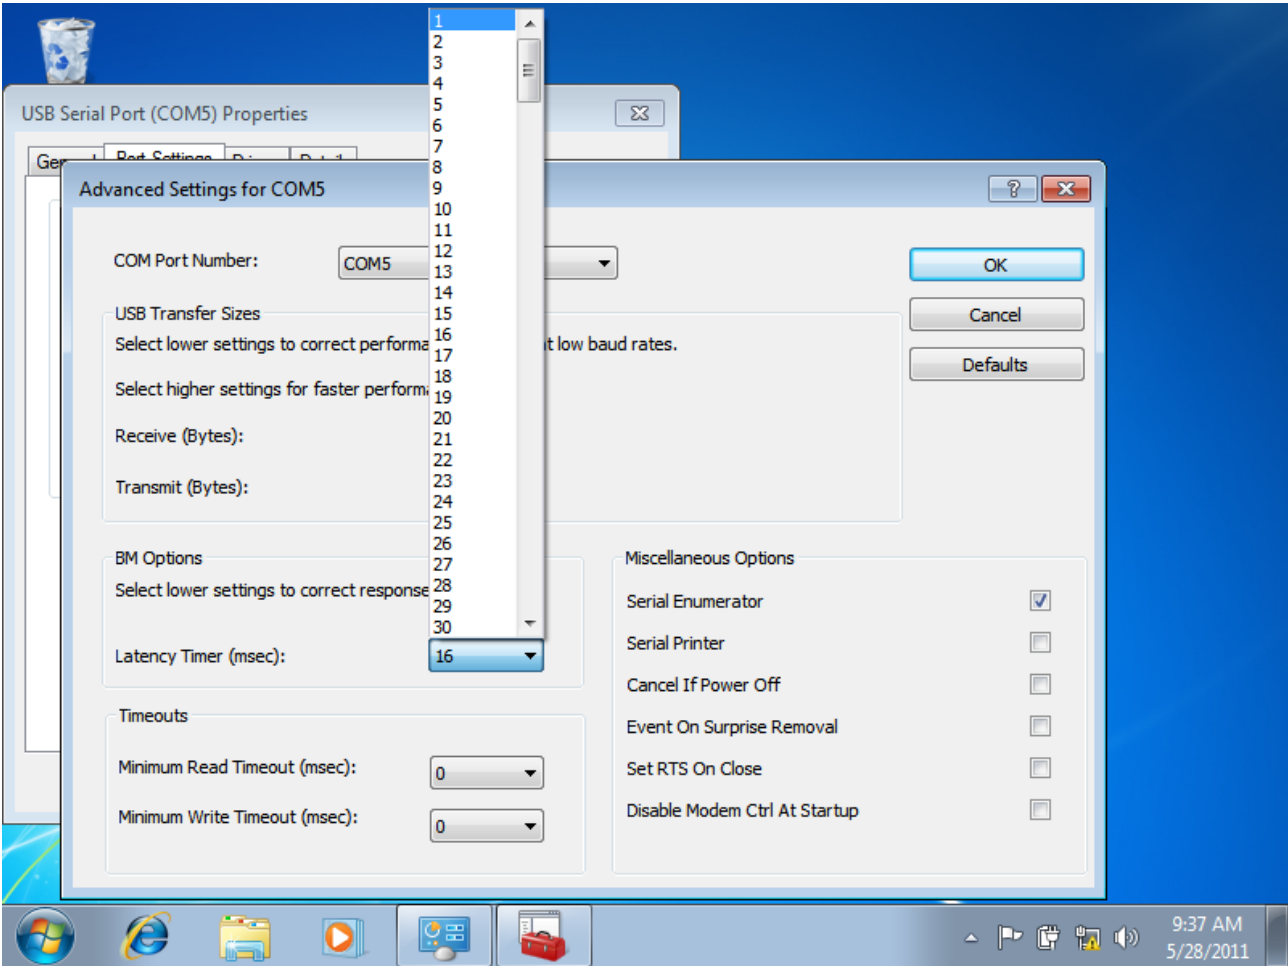 USB Serial Port (COM5) Properties
Port Settings
Advanced Settings for COM5
COM Port Number:
COM5
OK
Cancel
Defaults
USB Transfer Sizes
Select lower settings to correct performa
t low baud rates.
Select higher settings for faster perform
Receive (Bytes):
Transmit (Bytes):
1
2
3
4
5
6
7
8
9
10
11
12
13
14
15
16
17
18
19
20
21
22
23
24
25
26
27
28
29
30
BM Options
Select lower settings to correct response
Latency Timer (msec):
16
Timeouts
Minimum Read Timeout (msec):
0
Minimum Write Timeout (msec):
0
Miscellaneous Options
Serial Enumerator
Serial Printer
Cancel If Power Off
Event On Surprise Removal
Set RTS On Close
Disable Modem Ctrl At Startup
9:37 AM
5/28/2011